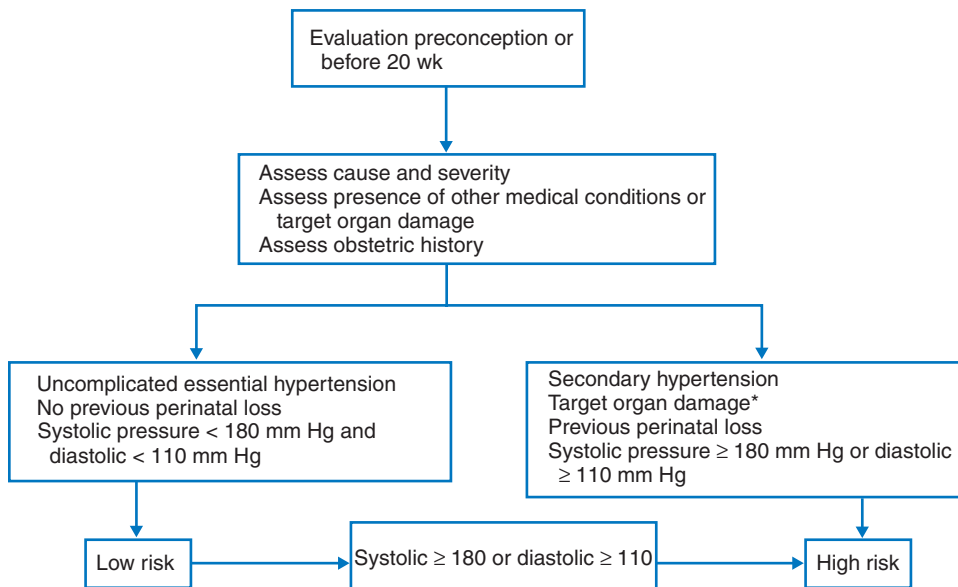 Evaluation preconception or
before 20 wk
Assess cause and severity
Assess presence of other medical conditions or
target organ damage
Assess obstetric history
Uncomplicated essential hypertension
No previous perinatal loss
Systolic pressure < 180 mm Hg and
diastolic < 110 mm Hg
Secondary hypertension
Target organ damage*
Previous perinatal loss
Systolic pressure ≥ 180 mm Hg or diastolic
≥ 110 mm Hg
Low risk
Systolic ≥ 180 or diastolic ≥ 110
High risk